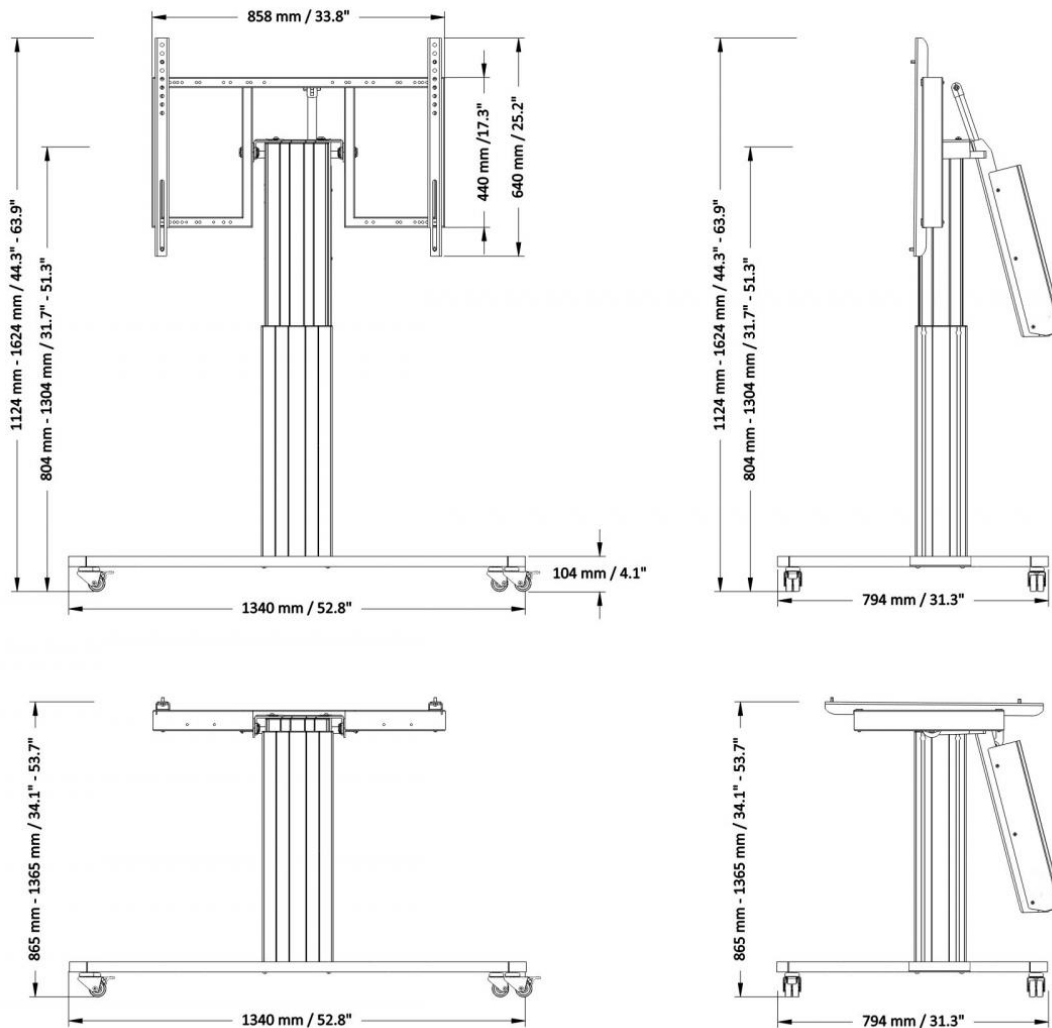 858 mm / 33.8"
1124 mm - 1624 mm / 44.3" - 63.9"
804 mm - 1304 mm / 31.7" - 51.3"
440 mm /17.3"
640 mm / 25.2"
104 mm / 4.1"
1340 mm / 52.8"
1124 mm - 1624 mm / 44.3" - 63.9"
804 mm - 1304 mm / 31.7" - 51.3"
794 mm / 31.3"
865 mm - 1365 mm / 34.1" - 53.7"
1340 mm / 52.8"
865 mm - 1365 mm / 34.1" - 53.7"
794 mm / 31.3"